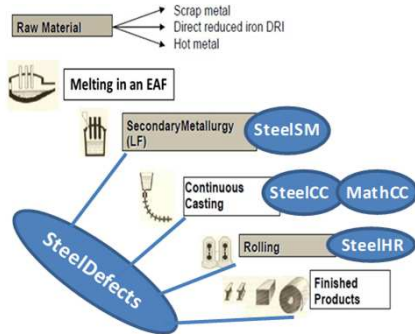 Scrap metal
Raw Material
Direct reduced iron DRI
Hot metal
Melting in an EAF
SecondaryMetallurgy
(LF)
SteelSM
Continuous
Casting
SteelCC
MathCC
SteelDefects
Rolling
SteelHR
Finished
Products